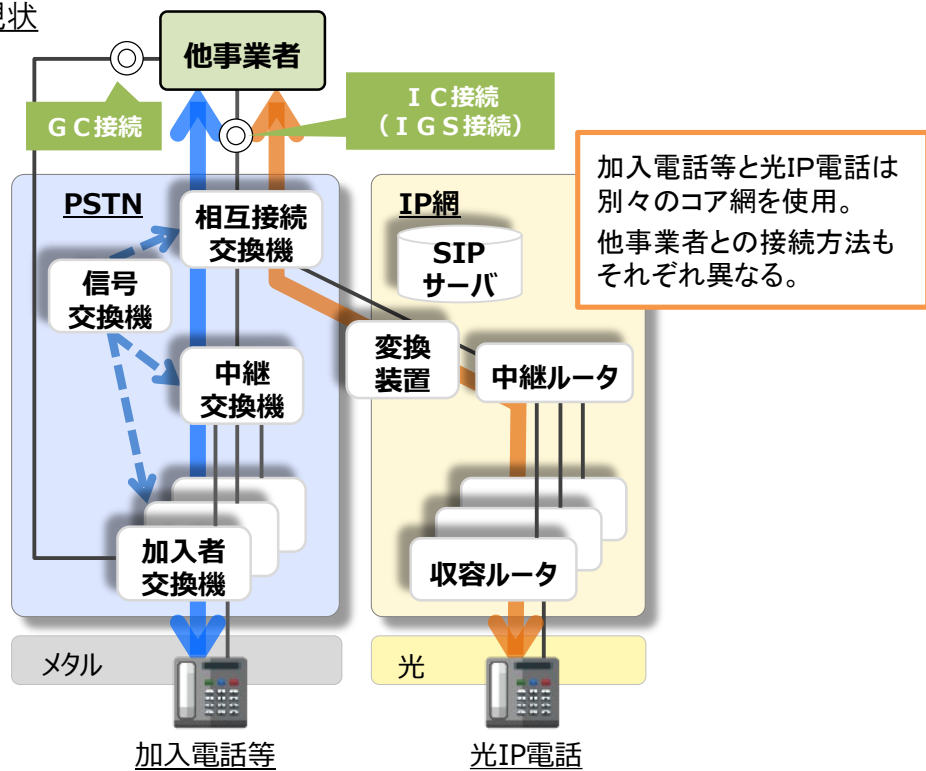 現状
他事業者
GC接続
IC接続
(IGS接続)
加入電話等と光IP電話は
別々のコア網を使用。
他事業者との接続方法も
それぞれ異なる。
PSTN
相互接続
交換機
信号
交換機
中継
交換機
加入者
交換機
IP網
SIP
サーバ
変換
装置
中継ルータ
収容ルータ
メタル
光
加入電話等
光IP電話